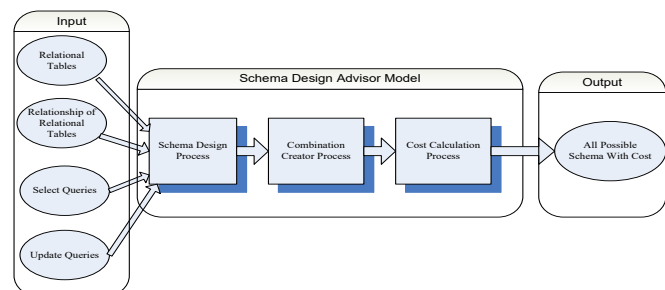 Input
Relational
Tables
Relationship of
Relational
Tables
Select Queries
Update Queries
Schema Design Advisor Model
Schema Design
Process
Combination
Creator Process
Cost Calculation
Process
Output
All Possible
Schema With Cost